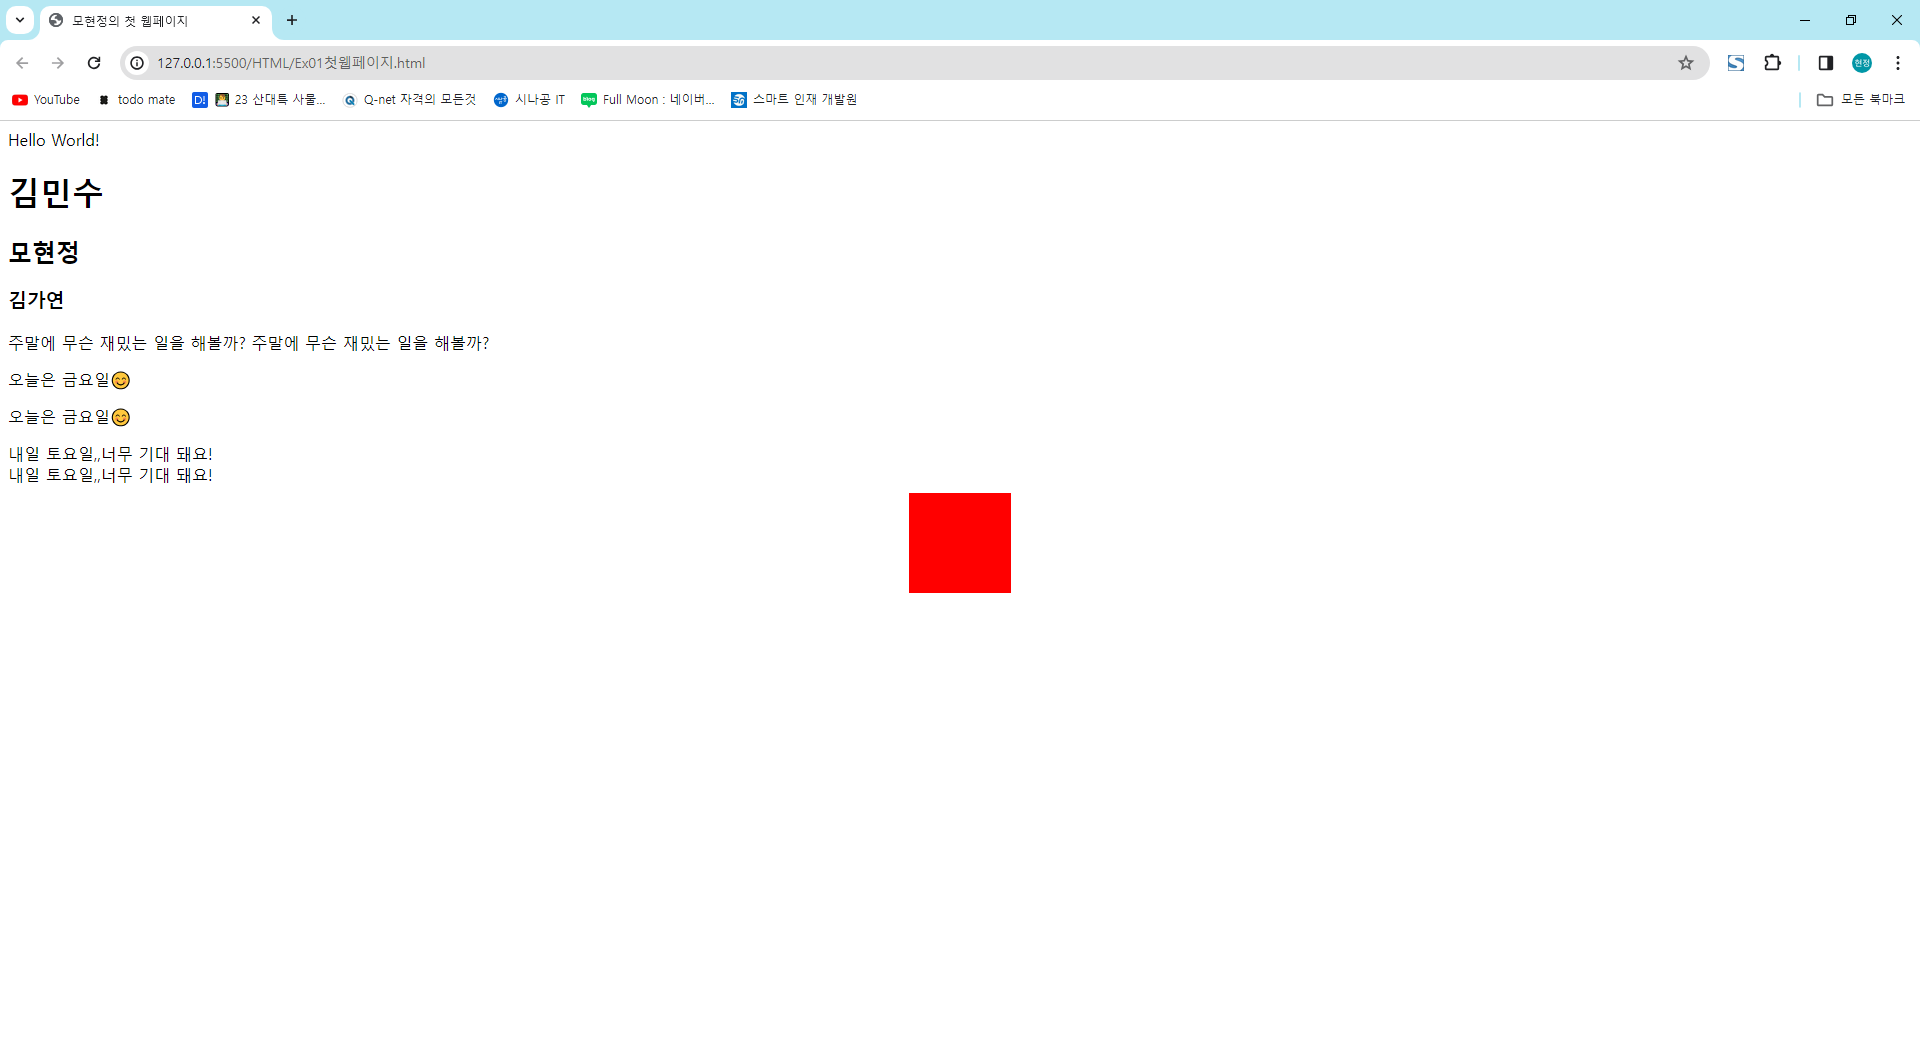 모현정의 첫 웹페이지
127.0.0.1:5500/HTML/Ex01첫웹페이지.html
현정
YouTube todo mate D! 23 산대특 사물... Q-net 자격의 모든것 시나공 IT blog Full Moon : 네이버... 스마트 인재 개발원 모든 북마크
Hello World!
김민수
모현정
김가연
주말에 무슨 재밌는 일을 해볼까? 주말에 무슨 재밌는 일을 해볼까?
오늘은 금요일😊
오늘은 금요일😊
내일 토요일,,너무 기대 돼요!
내일 토요일,,너무 기대 돼요!